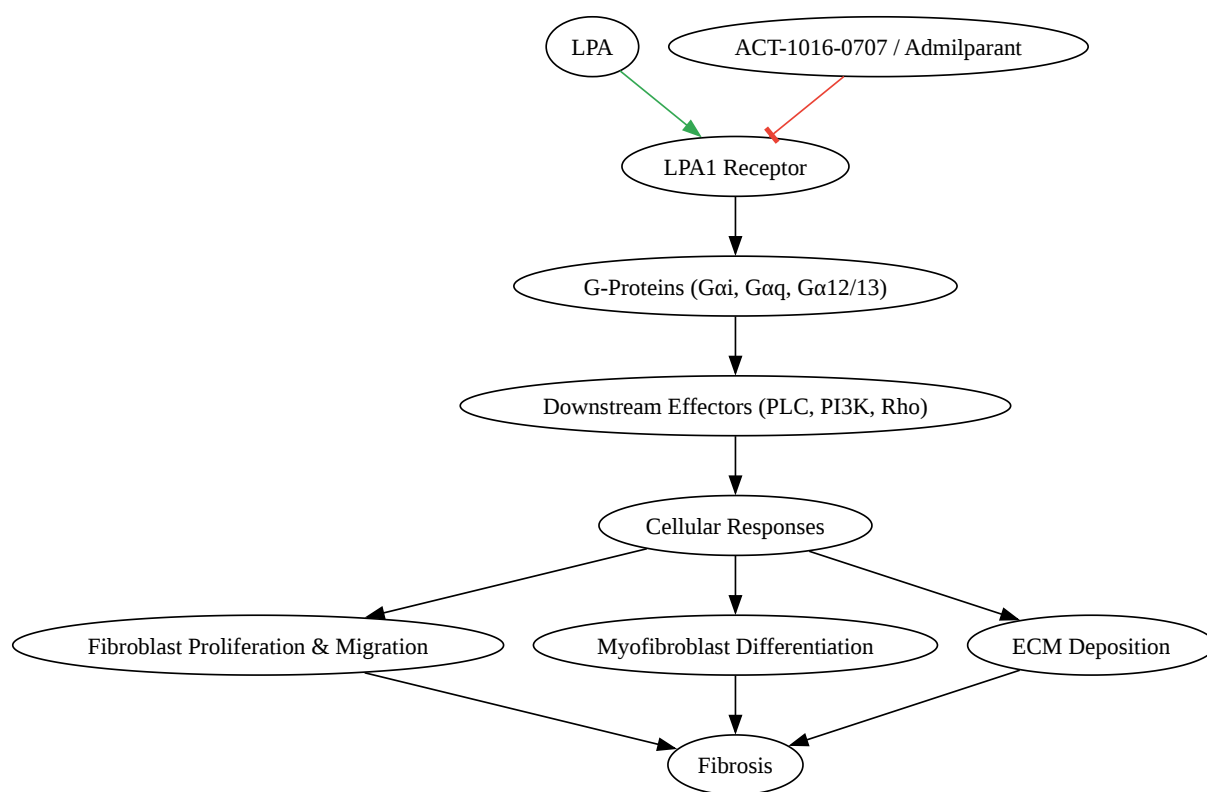 LPA
ACT-1016-0707 / Admilparant
LPA1 Receptor
G-Proteins (Gαi, Gαq, Gα12/13)
Downstream Effectors (PLC, PI3K, Rho)
Cellular Responses
Fibroblast Proliferation & Migration
Myofibroblast Differentiation
ECM Deposition
Fibrosis